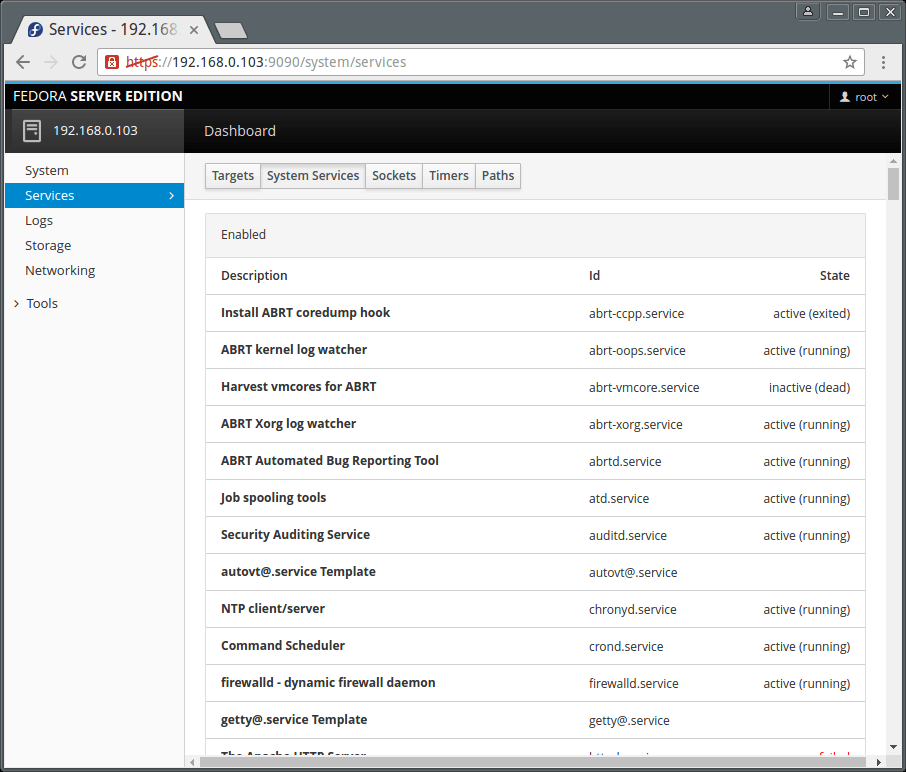 Services - 192.168
https://192.168.0.103:9090/system/services
FEDORA SERVER EDITION
root
192.168.0.103
Dashboard
System
Services
Logs
Storage
Networking
Tools
Targets System Services Sockets Timers Paths
Enabled
Description Id State
Install ABRT coredump hook abrt-ccpp.service active (exited)
ABRT kernel log watcher abrt-oops.service active (running)
Harvest vmcores for ABRT abrt-vmcore.service inactive (dead)
ABRT Xorg log watcher abrt-xorg.service active (running)
ABRT Automated Bug Reporting Tool abrtd.service active (running)
Job spooling tools atd.service active (running)
Security Auditing Service auditd.service active (running)
autovt@.service Template autovt@.service
NTP client/server chronyd.service active (running)
Command Scheduler crond.service active (running)
firewalld - dynamic firewall daemon firewalld.service active (running)
getty@.service Template getty@.service
The Apache HTTP Server